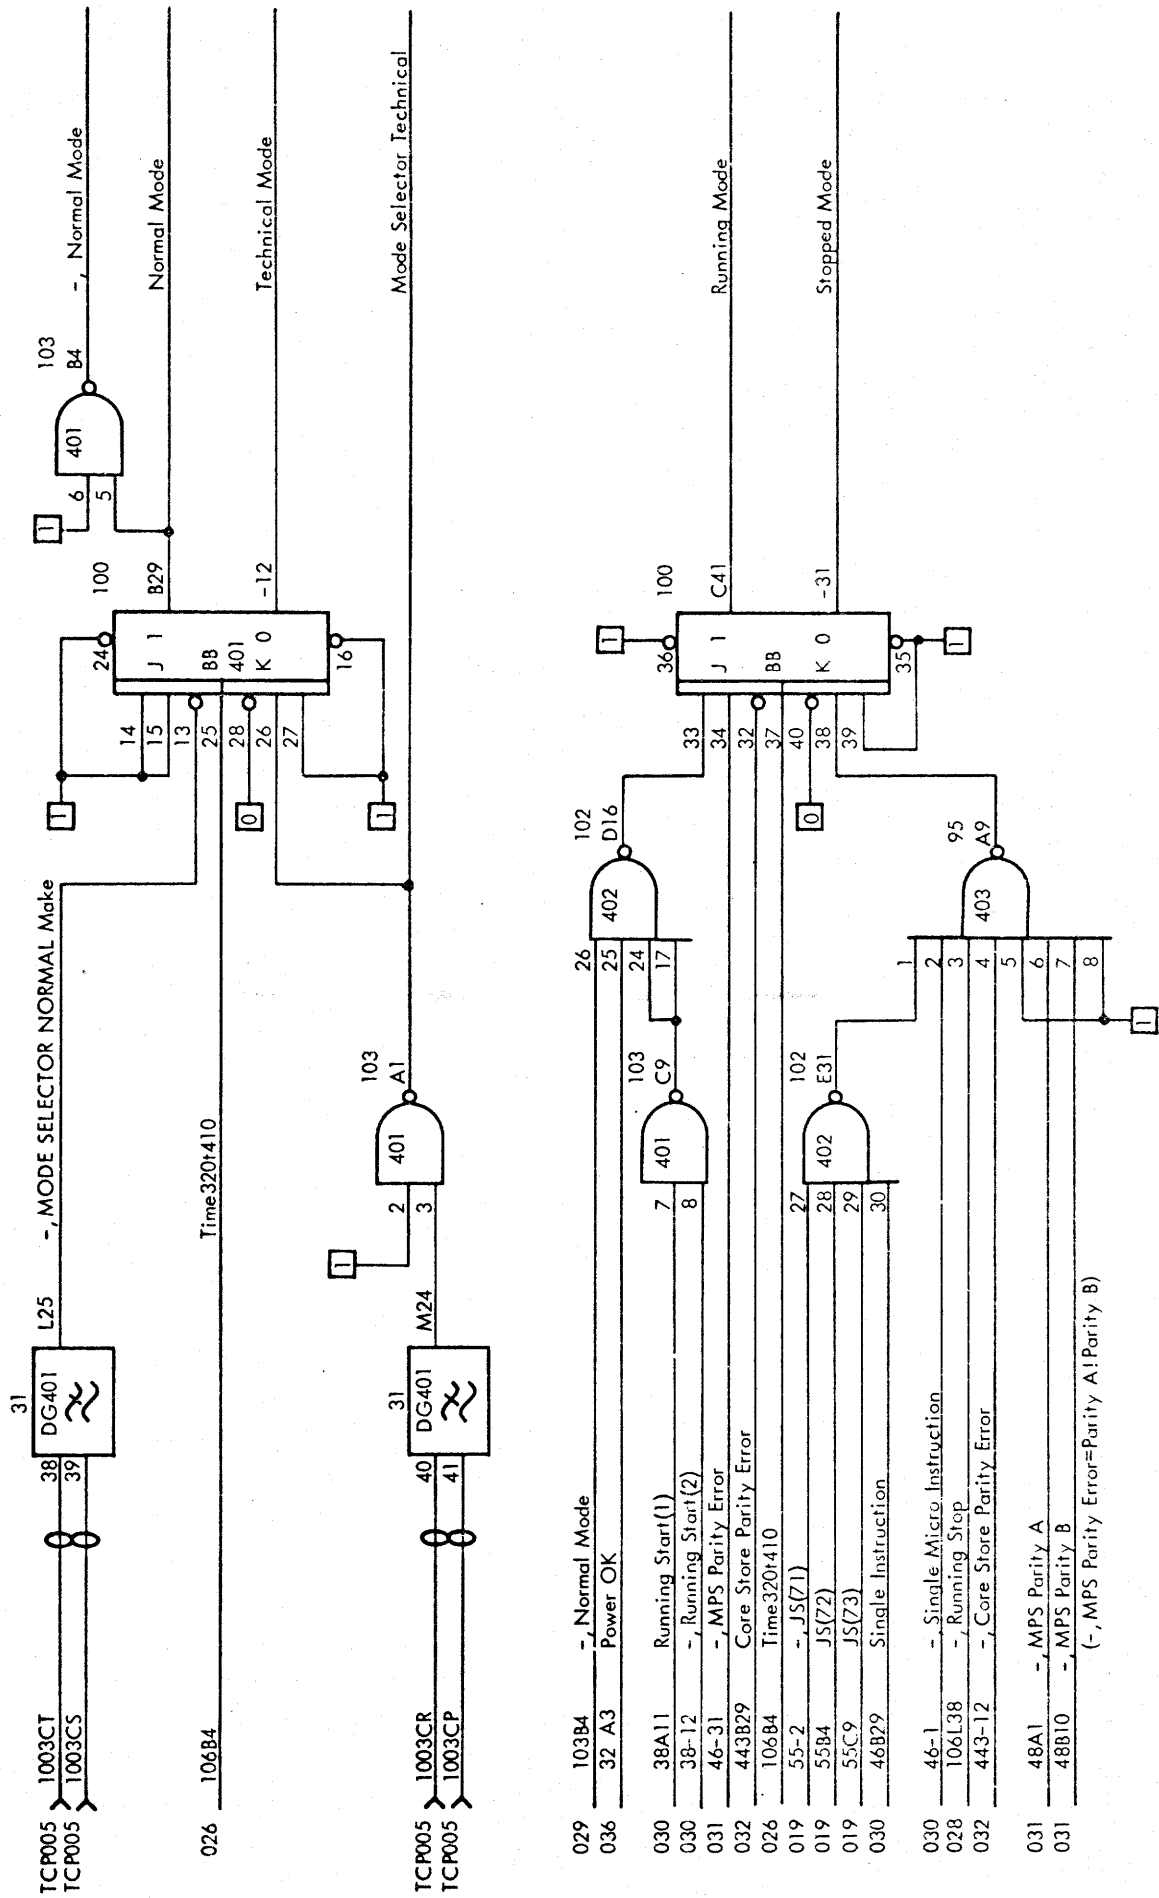 TCP005 1003CT 38 31 DG401 L25 -, MODE SELECTOR NORMAL Make
TCP005 1003CS 39
1
14
15
13
25
28
26
27
24
J 1
BB
401
K 0
16
100
B29
-12
1
6
5
401
103
B4
-, Normal Mode
Normal Mode
Technical Mode
026 106B4 Time320t410
0
1
TCP005 1003CR 40 31 DG401 M24
TCP005 1003CP 41
1
2
3
401
103
A1
Mode Selector Technical
029 103B4 -, Normal Mode 26
036 32 A3 Power OK 25
24
17
402
102
D16
030 38A11 Running Start(1) 7
030 38-12 -, Running Start(2) 8
401
103
C9
031 46-31 -, MPS Parity Error
032 443B29 Core Store Parity Error
026 106B4 Time320t410
019 55-2 -, JS(71) 27
019 55B4 JS(72) 28
019 55C9 JS(73) 29
030 46B29 Single Instruction 30
402
102
E31
1
36
33
34
32
37
40
38
39
J 1
BB
K 0
35
1
100
C41
-31
Running Mode
Stopped Mode
0
1
030 46-1 -, Single Micro Instruction 2
028 106L38 -, Running Stop 3
032 443-12 -, Core Store Parity Error 4
5
031 48A1 -, MPS Parity A 6
031 48B10 -, MPS Parity B 7
8
(-, MPS Parity Error=Parity A!Parity B)
403
95
A9
1